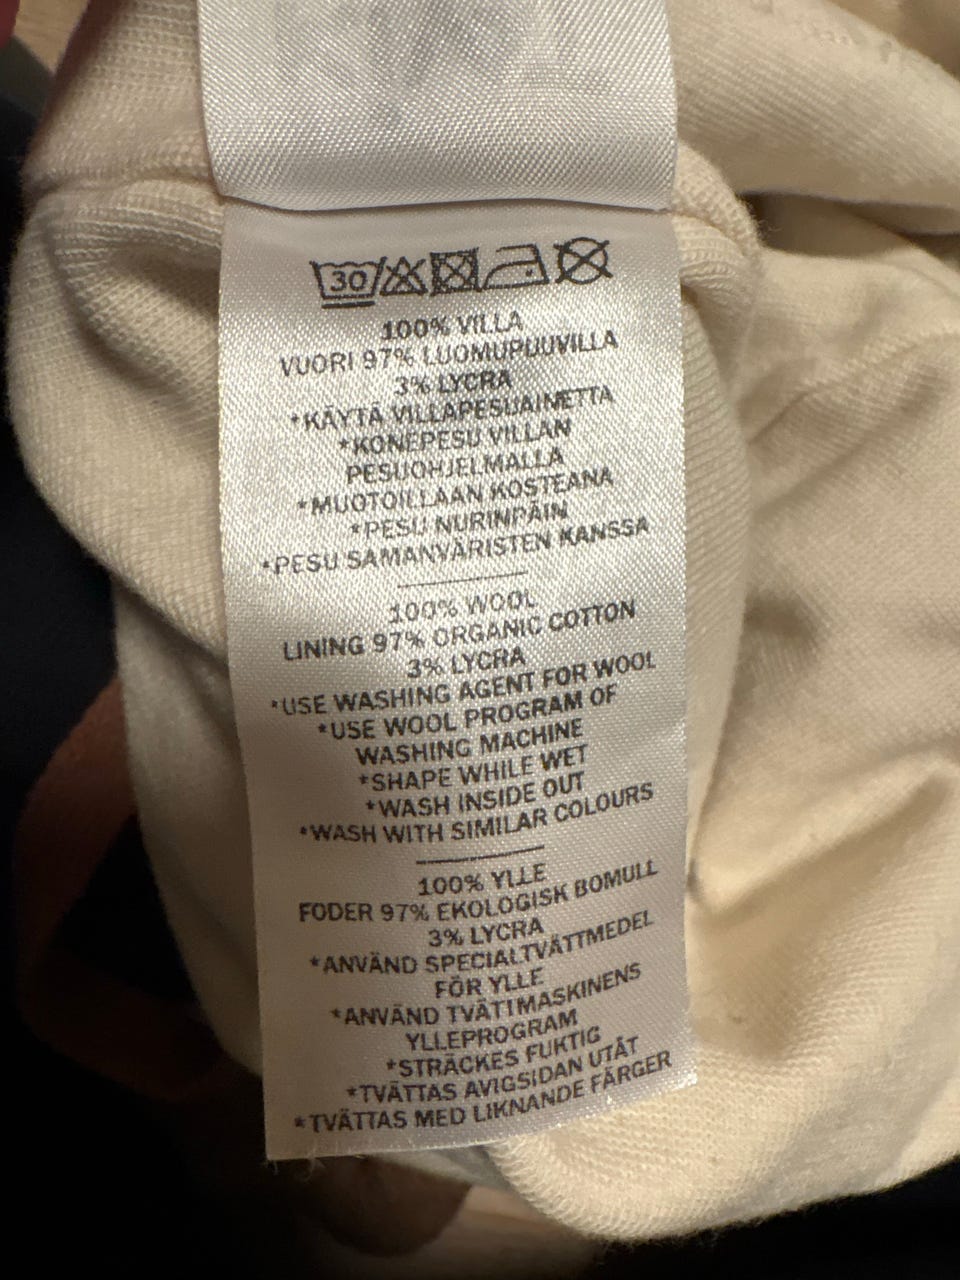 30
100% VILLA
VUORI 97% LUOMUPUUVILLA
3% LYCRA
*KÄYTÄ VILLAPESUAINETTA
*KONEPESU VILLAN
PESUOHJELMALLA
*MUOTOILLAAN KOSTEANA
*PESU NURINPÄIN
*PESU SAMANVÄRISTEN KANSSA
100% WOOL
LINING 97% ORGANIC COTTON
3% LYCRA
*USE WASHING AGENT FOR WOOL
*USE WOOL PROGRAM OF
WASHING MACHINE
*SHAPE WHILE WET
*WASH INSIDE OUT
*WASH WITH SIMILAR COLOURS
100% YLLE
FODER 97% EKOLOGISK BOMULL
3% LYCRA
*ANVÄND SPECIALTVÄTTMEDEL
FÖR YLLE
*ANVÄND TVÄTTMASKINENS
YLLEPROGRAM
*STRÄCKES FUKTIG
*TVÄTTAS AVIGSIDAN UTÅT
*TVÄTTAS MED LIKNANDE FÄRGER